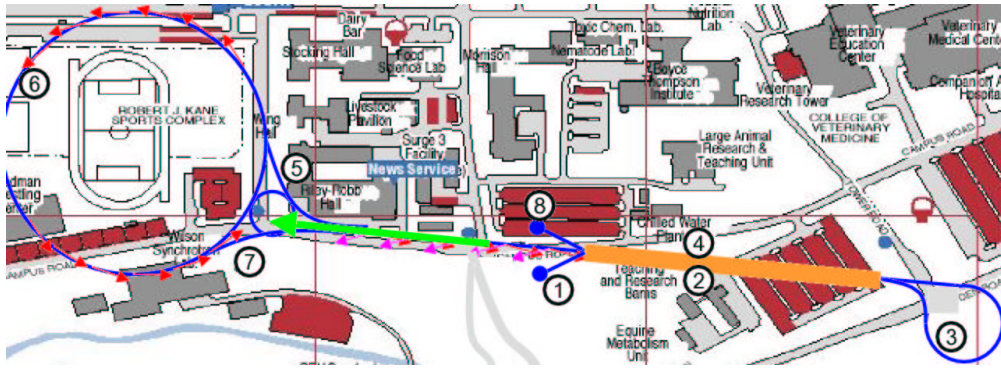 Dairy
Bar
Stocking Hall
Food
Science Lab
Morrison
Hall
Toxic Chem. Lab.
Nematode Lab.
Nutrition
Lab.
Boyce
Thompson
Institute
Veterinary
Education
Center
Veterinary
Medical Center
Veterinary
Research Tower
Companion A
Hospital
COLLEGE OF
VETERINARY
MEDICINE
CAMPUS ROAD
6
ROBERT J. KANE
SPORTS COMPLEX
Wing
Hall
Livestock
Pavilion
Surge 3
Facility
News Service
Large Animal
Research &
Teaching Unit
TOWER ROAD
5
Riley-Robb
Hall
8
Chilled Water
Plant
4
Wilson
Synchrotron
7
CAMPUS ROAD
1
Teaching
and Research
Barns
2
Equine
Metabolism
Unit
3